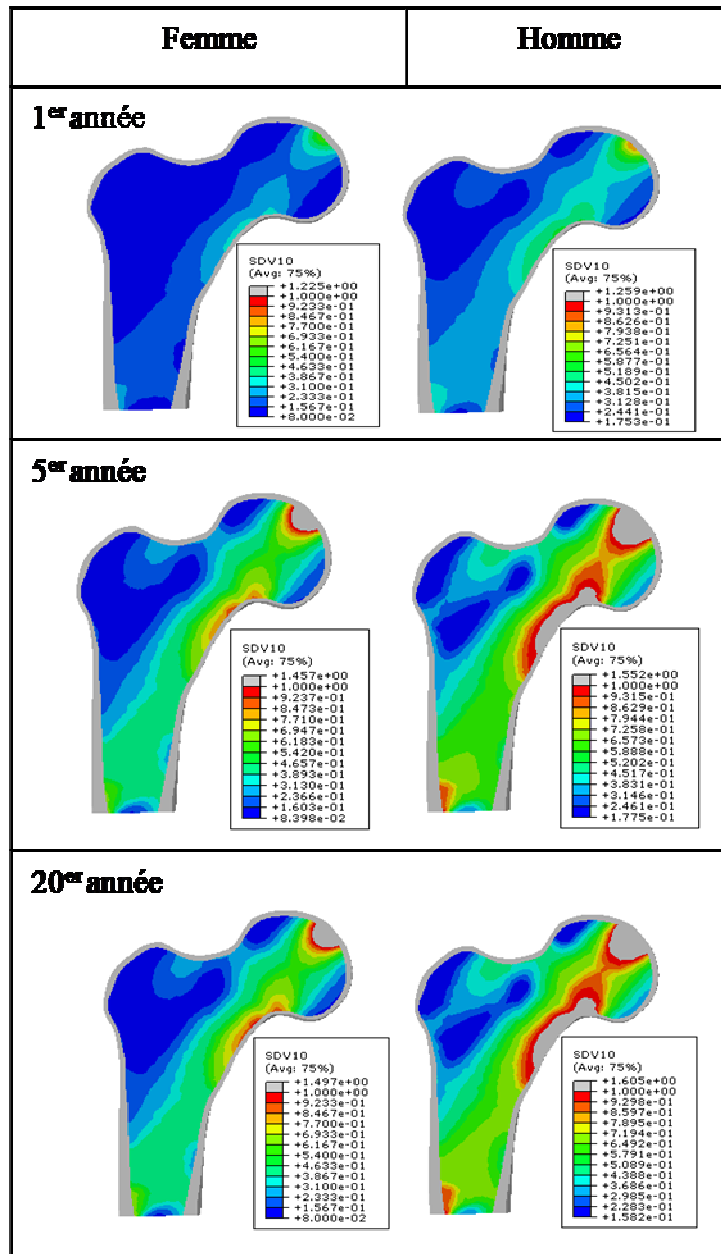 Femme
Homme
1er année
SDV10
(Avg: 75%)
+1.225e+00
+1.000e+00
+9.233e-01
+8.467e-01
+7.700e-01
+6.933e-01
+6.167e-01
+5.400e-01
+4.633e-01
+3.867e-01
+3.100e-01
+2.333e-01
+1.567e-01
+8.000e-02
SDV10
(Avg: 75%)
+1.259e+00
+1.000e+00
+9.313e-01
+8.626e-01
+7.938e-01
+7.251e-01
+6.564e-01
+5.877e-01
+5.189e-01
+4.502e-01
+3.815e-01
+3.128e-01
+2.441e-01
+1.753e-01
5er année
SDV10
(Avg: 75%)
+1.457e+00
+1.000e+00
+9.237e-01
+8.473e-01
+7.710e-01
+6.947e-01
+6.183e-01
+5.420e-01
+4.657e-01
+3.893e-01
+3.130e-01
+2.366e-01
+1.603e-01
+8.398e-02
SDV10
(Avg: 75%)
+1.552e+00
+1.000e+00
+9.315e-01
+8.629e-01
+7.944e-01
+7.258e-01
+6.573e-01
+5.888e-01
+5.202e-01
+4.517e-01
+3.831e-01
+3.146e-01
+2.461e-01
+1.775e-01
20er année
SDV10
(Avg: 75%)
+1.497e+00
+1.000e+00
+9.233e-01
+8.467e-01
+7.700e-01
+6.933e-01
+6.167e-01
+5.400e-01
+4.633e-01
+3.867e-01
+3.100e-01
+2.333e-01
+1.567e-01
+8.000e-02
SDV10
(Avg: 75%)
+1.605e+00
+1.000e+00
+9.298e-01
+8.597e-01
+7.895e-01
+7.194e-01
+6.492e-01
+5.791e-01
+5.089e-01
+4.388e-01
+3.686e-01
+2.985e-01
+2.283e-01
+1.582e-01